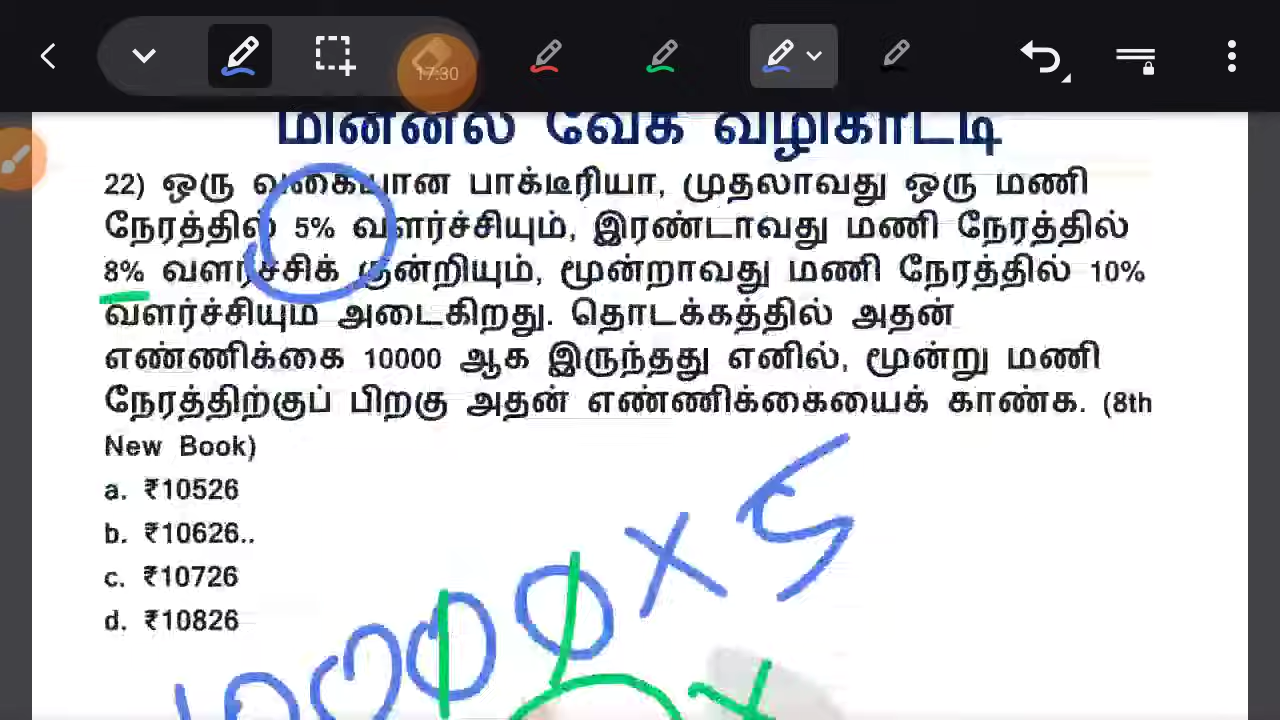 17:30
மின்னல் வேக வழிகாட்டி
22) ஒரு வகையான பாக்டீரியா, முதலாவது ஒரு மணி
நேரத்தில் 5% வளர்ச்சியும், இரண்டாவது மணி நேரத்தில்
8% வளர்ச்சிக் குன்றியும், மூன்றாவது மணி நேரத்தில் 10%
வளர்ச்சியும் அடைகிறது. தொடக்கத்தில் அதன்
எண்ணிக்கை 10000 ஆக இருந்தது எனில், மூன்று மணி
நேரத்திற்குப் பிறகு அதன் எண்ணிக்கையைக் காண்க. (8th
New Book)
a. ₹10526
b. ₹10626..
c. ₹10726
d. ₹10826
10000 × 5